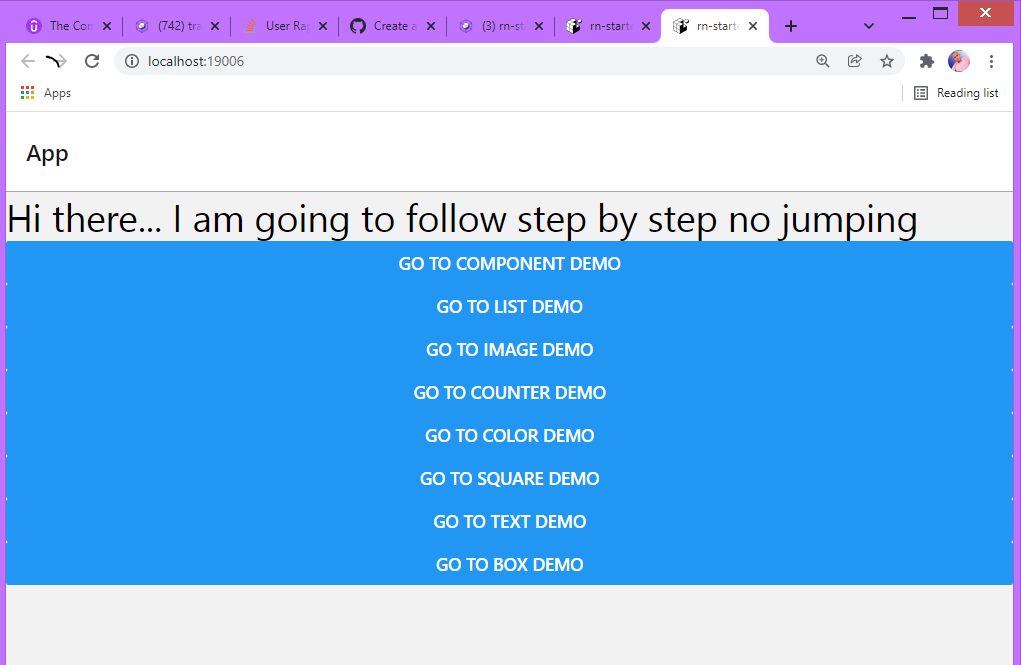 The Con
(742) tra
User Rap
Create a
(3) rn-st
rn-starte
rn-starte
localhost:19006
Apps
Reading list
App
Hi there... I am going to follow step by step no jumping
GO TO COMPONENT DEMO
GO TO LIST DEMO
GO TO IMAGE DEMO
GO TO COUNTER DEMO
GO TO COLOR DEMO
GO TO SQUARE DEMO
GO TO TEXT DEMO
GO TO BOX DEMO